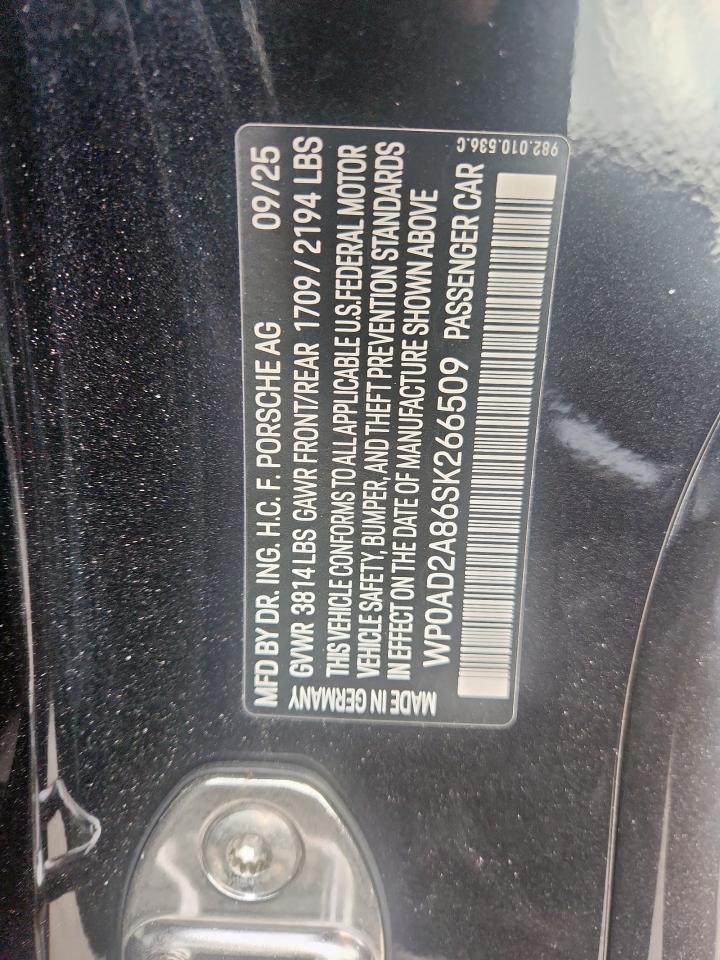 MFD BY DR. ING. H.C. F. PORSCHE AG 09/25
GVWR 3814 LBS GAWR FRONT/REAR 1709 / 2194 LBS
THIS VEHICLE CONFORMS TO ALL APPLICABLE U.S. FEDERAL MOTOR
VEHICLE SAFETY, BUMPER, AND THEFT PREVENTION STANDARDS
IN EFFECT ON THE DATE OF MANUFACTURE SHOWN ABOVE
MADE IN GERMANY
WP0AD2A86SK266509 PASSENGER CAR
982.010.536.C